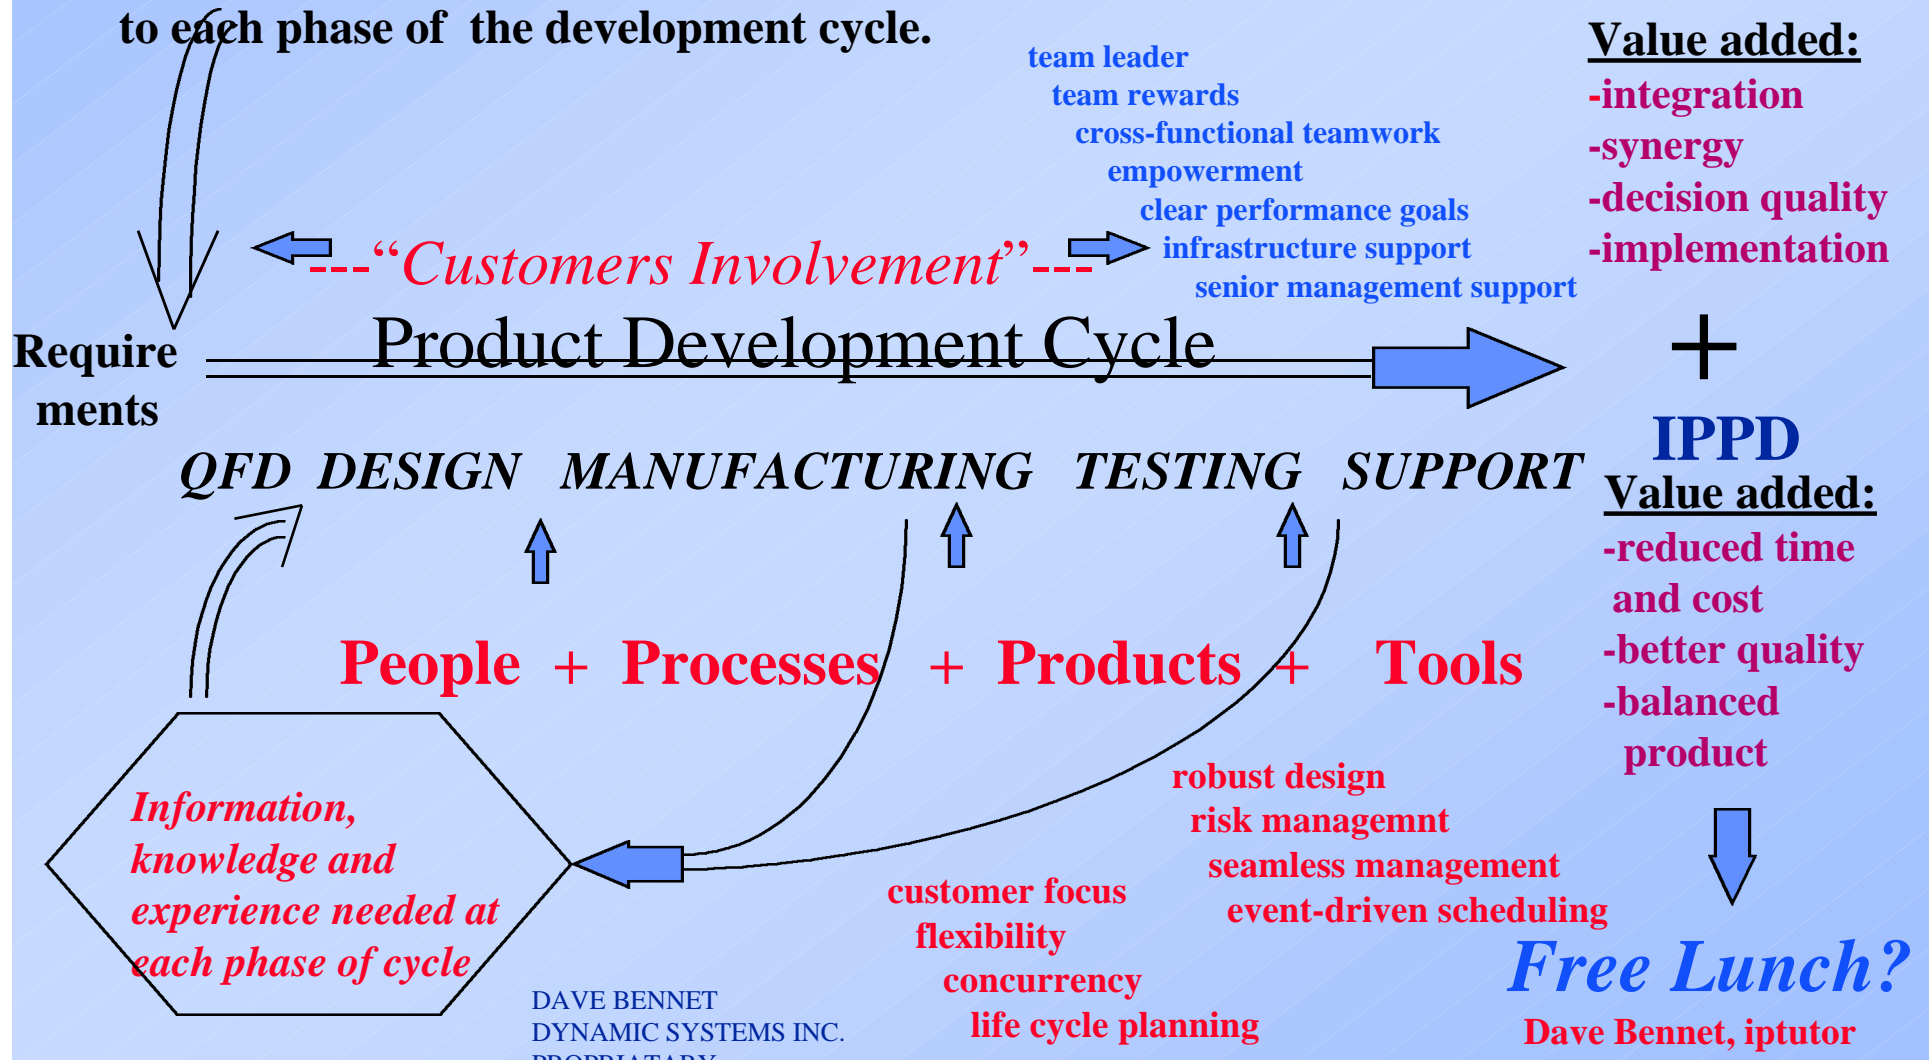 to each phase of the development cycle.
team leader
team rewards
cross-functional teamwork
empowerment
clear performance goals
infrastructure support
senior management support
Value added:
-integration
-synergy
-decision quality
-implementation
---“Customers Involvement”---
Product Development Cycle
Require
ments
+
IPPD
QFD DESIGN MANUFACTURING TESTING SUPPORT
Value added:
-reduced time
and cost
-better quality
-balanced
product
People + Processes + Products + Tools
Information,
knowledge and
experience needed at
each phase of cycle
robust design
risk managemnt
seamless management
event-driven scheduling
customer focus
flexibility
concurrency
life cycle planning
Free Lunch?
Dave Bennet, iptutor
DAVE BENNET
DYNAMIC SYSTEMS INC.
PROPRIATARY